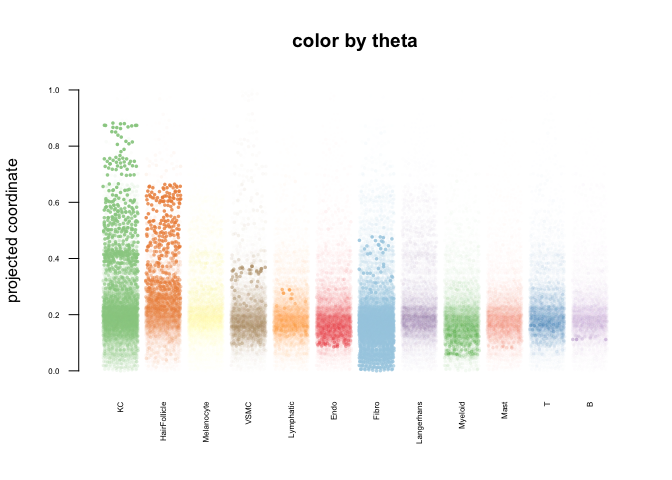 color by theta
projected coordinate
1.0
0.8
0.6
0.4
0.2
0.0
KC
HairFollicle
Melanocyte
VSMC
Lymphatic
Endo
Fibro
Langerhans
Myeloid
Mast
T
B